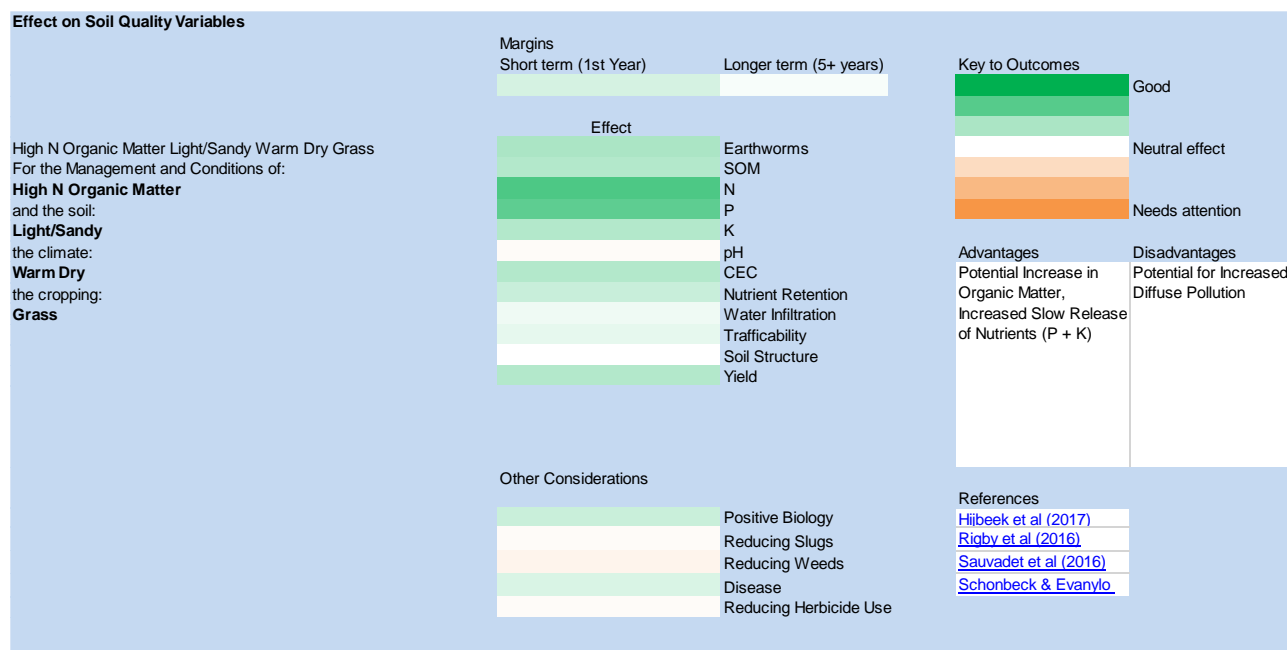 Effect on Soil Quality Variables
Margins
Short term (1st Year)
Longer term (5+ years)
Key to Outcomes
Good
Effect
High N Organic Matter Light/Sandy Warm Dry Grass
Earthworms
Neutral effect
For the Management and Conditions of:
SOM
High N Organic Matter
N
and the soil:
P
Needs attention
Light/Sandy
K
the climate:
pH
Advantages
Disadvantages
Warm Dry
CEC
Potential Increase in
Organic Matter,
Increased Slow Release
of Nutrients (P + K)
Potential for Increased
Diffuse Pollution
the cropping:
Nutrient Retention
Grass
Water Infiltration
Trafficability
Soil Structure
Yield
Other Considerations
References
Positive Biology
Hijbeek et al (2017)
Reducing Slugs
Rigby et al (2016)
Reducing Weeds
Sauvadet et al (2016)
Disease
Schonbeck & Evanylo
Reducing Herbicide Use